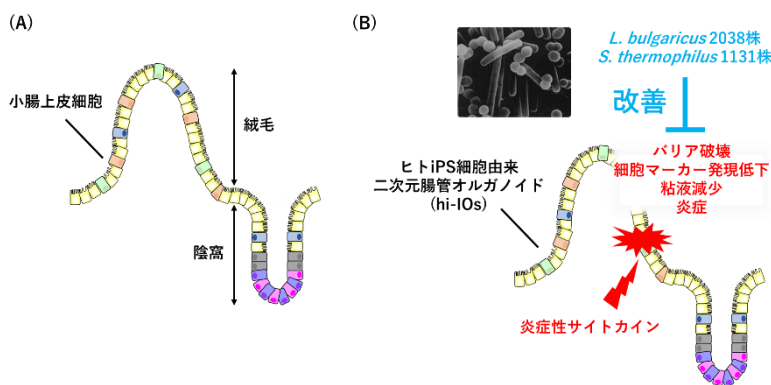 (A)
小腸上皮細胞
絨毛
陰窩
(B)
L. bulgaricus 2038株
S. thermophilus 1131株
改善
バリア破壊
細胞マーカー発現低下
粘液減少
炎症
ヒトiPS細胞由来
二次元腸管オルガノイド
(hi-IOs)
炎症性サイトカイン